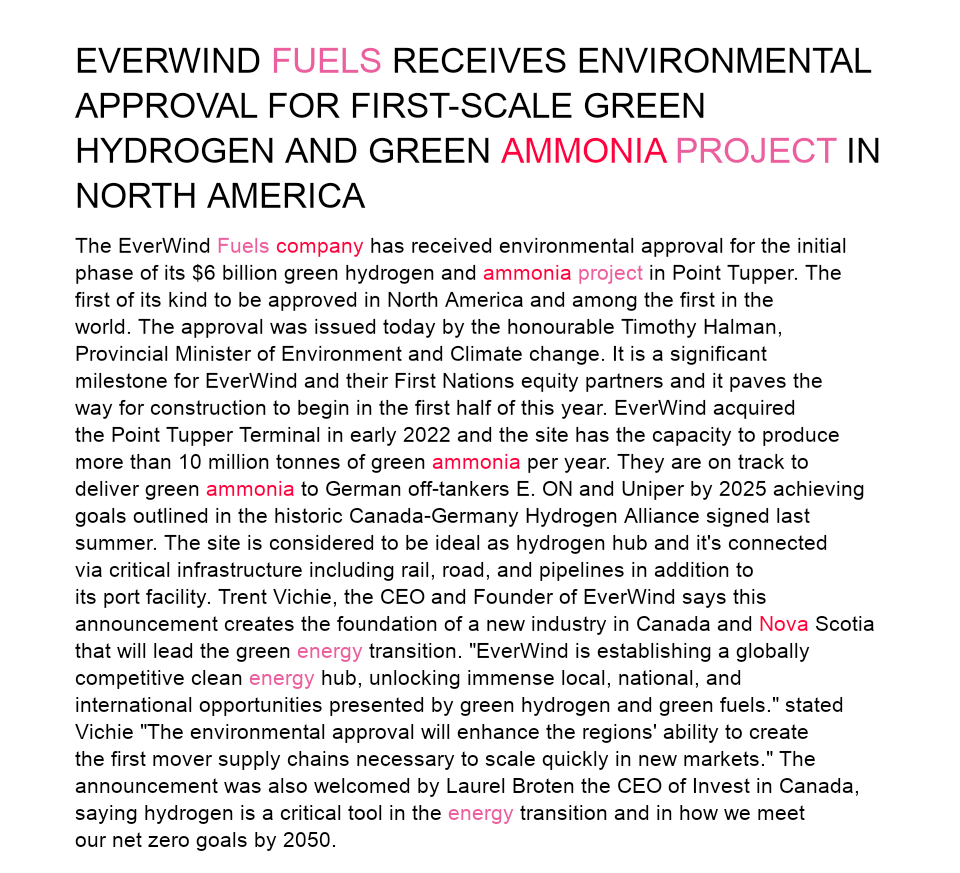 EVERWIND FUELS RECEIVES ENVIRONMENTAL
APPROVAL FOR FIRST-SCALE GREEN
HYDROGEN AND GREEN AMMONIA PROJECT IN
NORTH AMERICA
The EverWind Fuels company has received environmental approval for the initial
phase of its $6 billion green hydrogen and ammonia project in Point Tupper. The
first of its kind to be approved in North America and among the first in the
world. The approval was issued today by the honourable Timothy Halman,
Provincial Minister of Environment and Climate change. It is a significant
milestone for EverWind and their First Nations equity partners and it paves the
way for construction to begin in the first half of this year. EverWind acquired
the Point Tupper Terminal in early 2022 and the site has the capacity to produce
more than 10 million tonnes of green ammonia per year. They are on track to
deliver green ammonia to German off-tankers E. ON and Uniper by 2025 achieving
goals outlined in the historic Canada-Germany Hydrogen Alliance signed last
summer. The site is considered to be ideal as hydrogen hub and it's connected
via critical infrastructure including rail, road, and pipelines in addition to
its port facility. Trent Vichie, the CEO and Founder of EverWind says this
announcement creates the foundation of a new industry in Canada and Nova Scotia
that will lead the green energy transition. "EverWind is establishing a globally
competitive clean energy hub, unlocking immense local, national, and
international opportunities presented by green hydrogen and green fuels." stated
Vichie "The environmental approval will enhance the regions' ability to create
the first mover supply chains necessary to scale quickly in new markets." The
announcement was also welcomed by Laurel Broten the CEO of Invest in Canada,
saying hydrogen is a critical tool in the energy transition and in how we meet
our net zero goals by 2050.